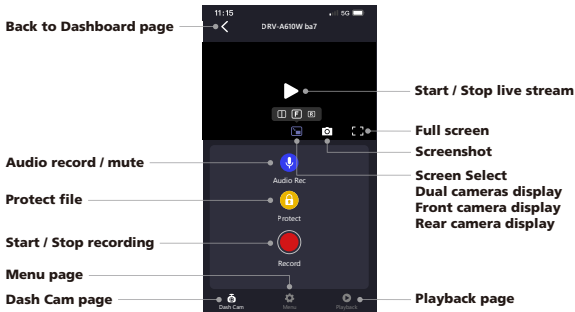 11:15
5G
Back to Dashboard page
DRV-A610W ba7
Start / Stop live stream
F
R
Full screen
Screenshot
Audio record / mute
Audio Rec
Screen Select
Dual cameras display
Front camera display
Rear camera display
Protect file
Protect
Start / Stop recording
Record
Menu page
Dash Cam page
Dash Cam
Menu
Playback
Playback page